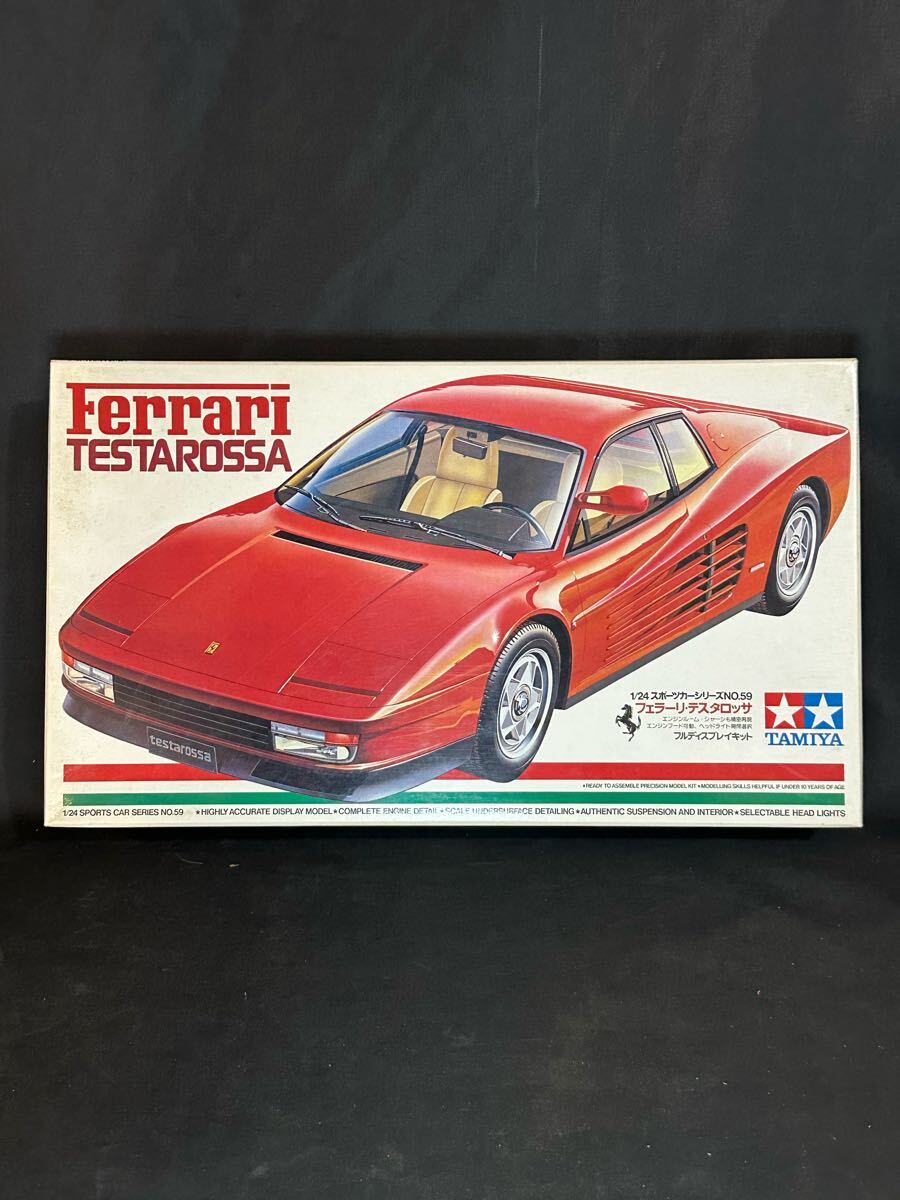 Ferrari
TESTAROSSA
testarossa
1/24 スポーツカーシリーズNO.59
フェラーリ・テスタロッサ
エンジンルーム・シャーシも精密再現
エンジンフード可動、ヘッドライト開閉選択
フルディスプレイキット
TAMIYA
★READY TO ASSEMBLE PRECISION MODEL KIT ★MODELLING SKILLS HELPFUL IF UNDER 10 YEARS OF AGE
1/24 SPORTS CAR SERIES NO.59 ★HIGHLY ACCURATE DISPLAY MODEL★COMPLETE ENGINE DETAIL★SCALE UNDERSURFACE DETAILING ★AUTHENTIC SUSPENSION AND INTERIOR★SELECTABLE HEAD LIGHTS